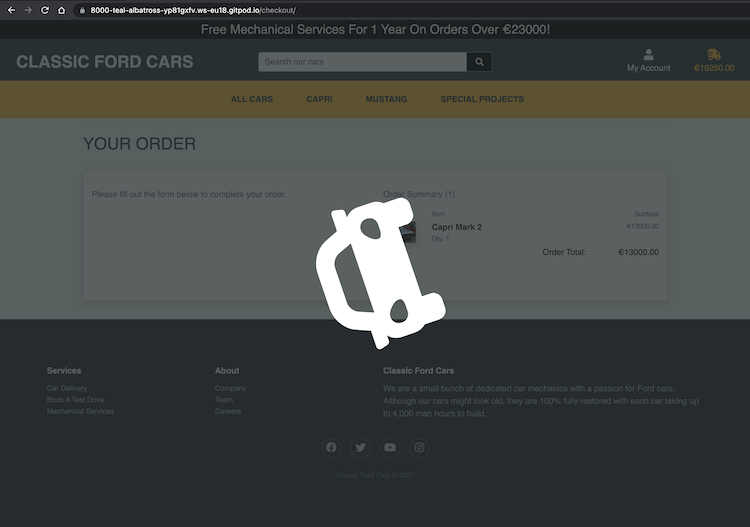 8000-teal-albatross-yp81gxfv.ws-eu18.gitpod.io/checkout/
Free Mechanical Services For 1 Year On Orders Over €23000!
CLASSIC FORD CARS
Search our cars
My Account
€16250.00
ALL CARS
CAPRI
MUSTANG
SPECIAL PROJECTS
YOUR ORDER
Please fill out the form below to complete your order.
Order Summary (1)
Item
Subtotal
Capri Mark 2
€13000.00
Qty: 1
Order Total:
€13000.00
Services
Car Delivery
Book A Test Drive
Mechanical Services
About
Company
Team
Careers
Classic Ford Cars
We are a small bunch of dedicated car mechanics with a passion for Ford cars.
Although our cars might look old, they are 100% fully restored with each car taking up
to 4,000 man hours to build.
Classic Ford Cars © 2021